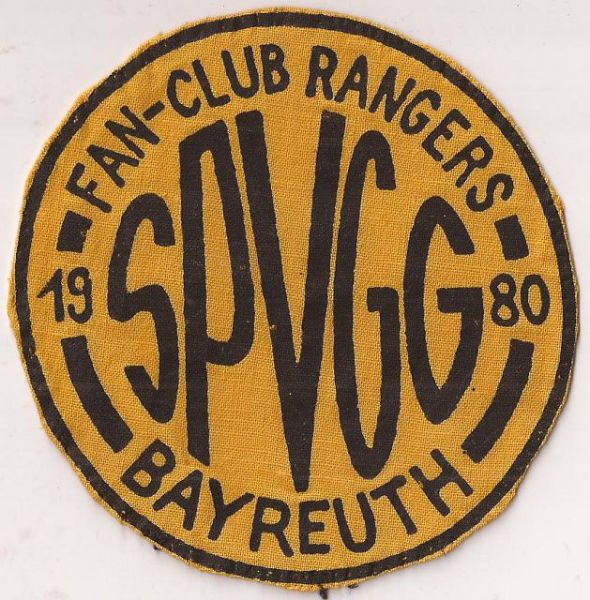 FAN-CLUB RANGERS
SPVGG
19 80
BAYREUTH